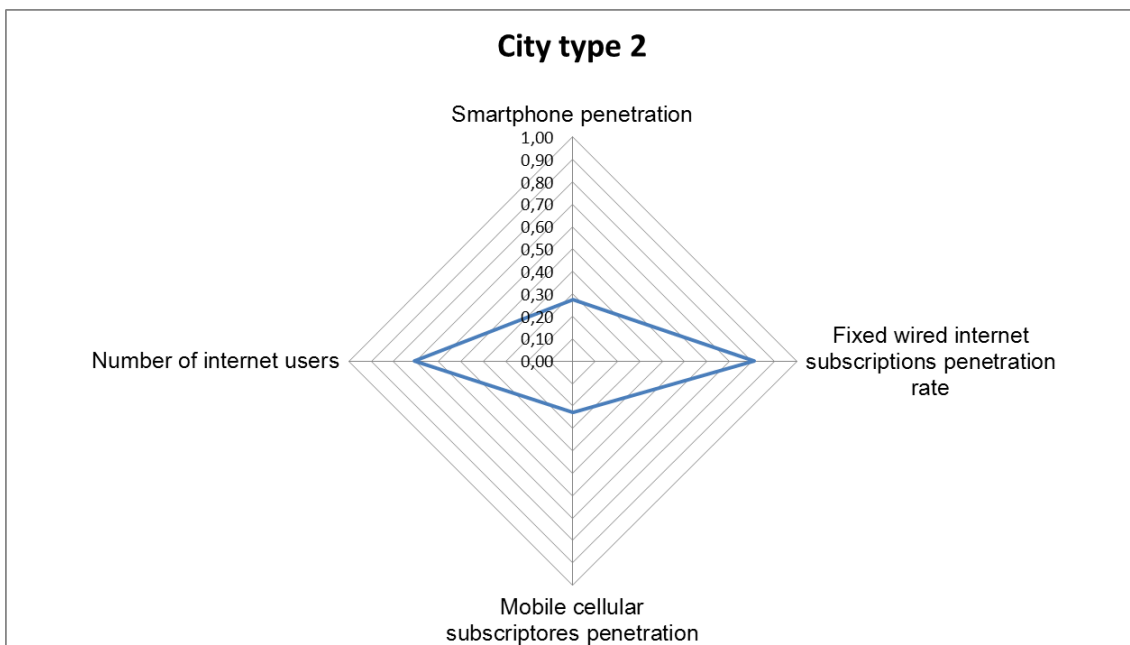 City type 2
Smartphone penetration
1,00
0,90
0,80
0,70
0,60
0,50
0,40
0,30
0,20
0,10
0,00
Number of internet users
Fixed wired internet
subscriptions penetration
rate
Mobile cellular
subscriptores penetration